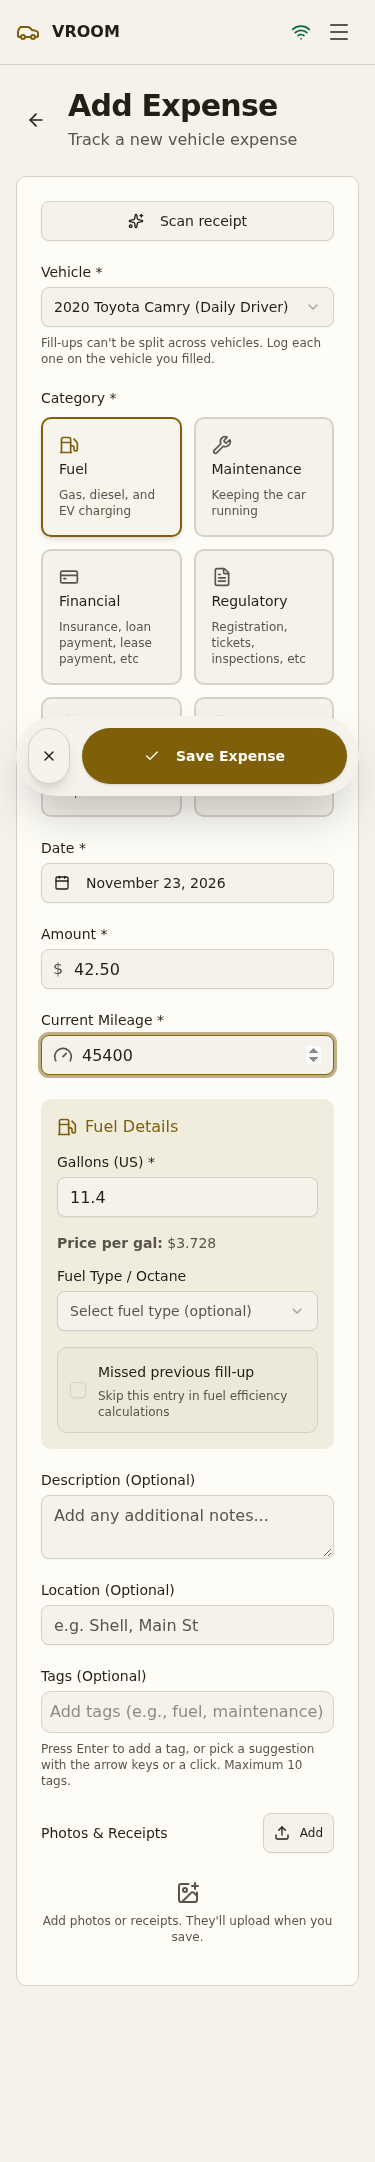 VROOM
Add Expense
Track a new vehicle expense
Scan receipt
Vehicle *
2020 Toyota Camry (Daily Driver)
Fill-ups can't be split across vehicles. Log each
one on the vehicle you filled.
Category *
Fuel
Gas, diesel, and
EV charging
Maintenance
Keeping the car
running
Financial
Insurance, loan
payment, lease
payment, etc
Regulatory
Registration,
tickets,
inspections, etc
Save Expense
Date *
November 23, 2026
Amount *
$ 42.50
Current Mileage *
45400
Fuel Details
Gallons (US) *
11.4
Price per gal: $3.728
Fuel Type / Octane
Select fuel type (optional)
Missed previous fill-up
Skip this entry in fuel efficiency
calculations
Description (Optional)
Add any additional notes...
Location (Optional)
e.g. Shell, Main St
Tags (Optional)
Add tags (e.g., fuel, maintenance)
Press Enter to add a tag, or pick a suggestion
with the arrow keys or a click. Maximum 10
tags.
Photos & Receipts
Add
Add photos or receipts. They'll upload when you
save.